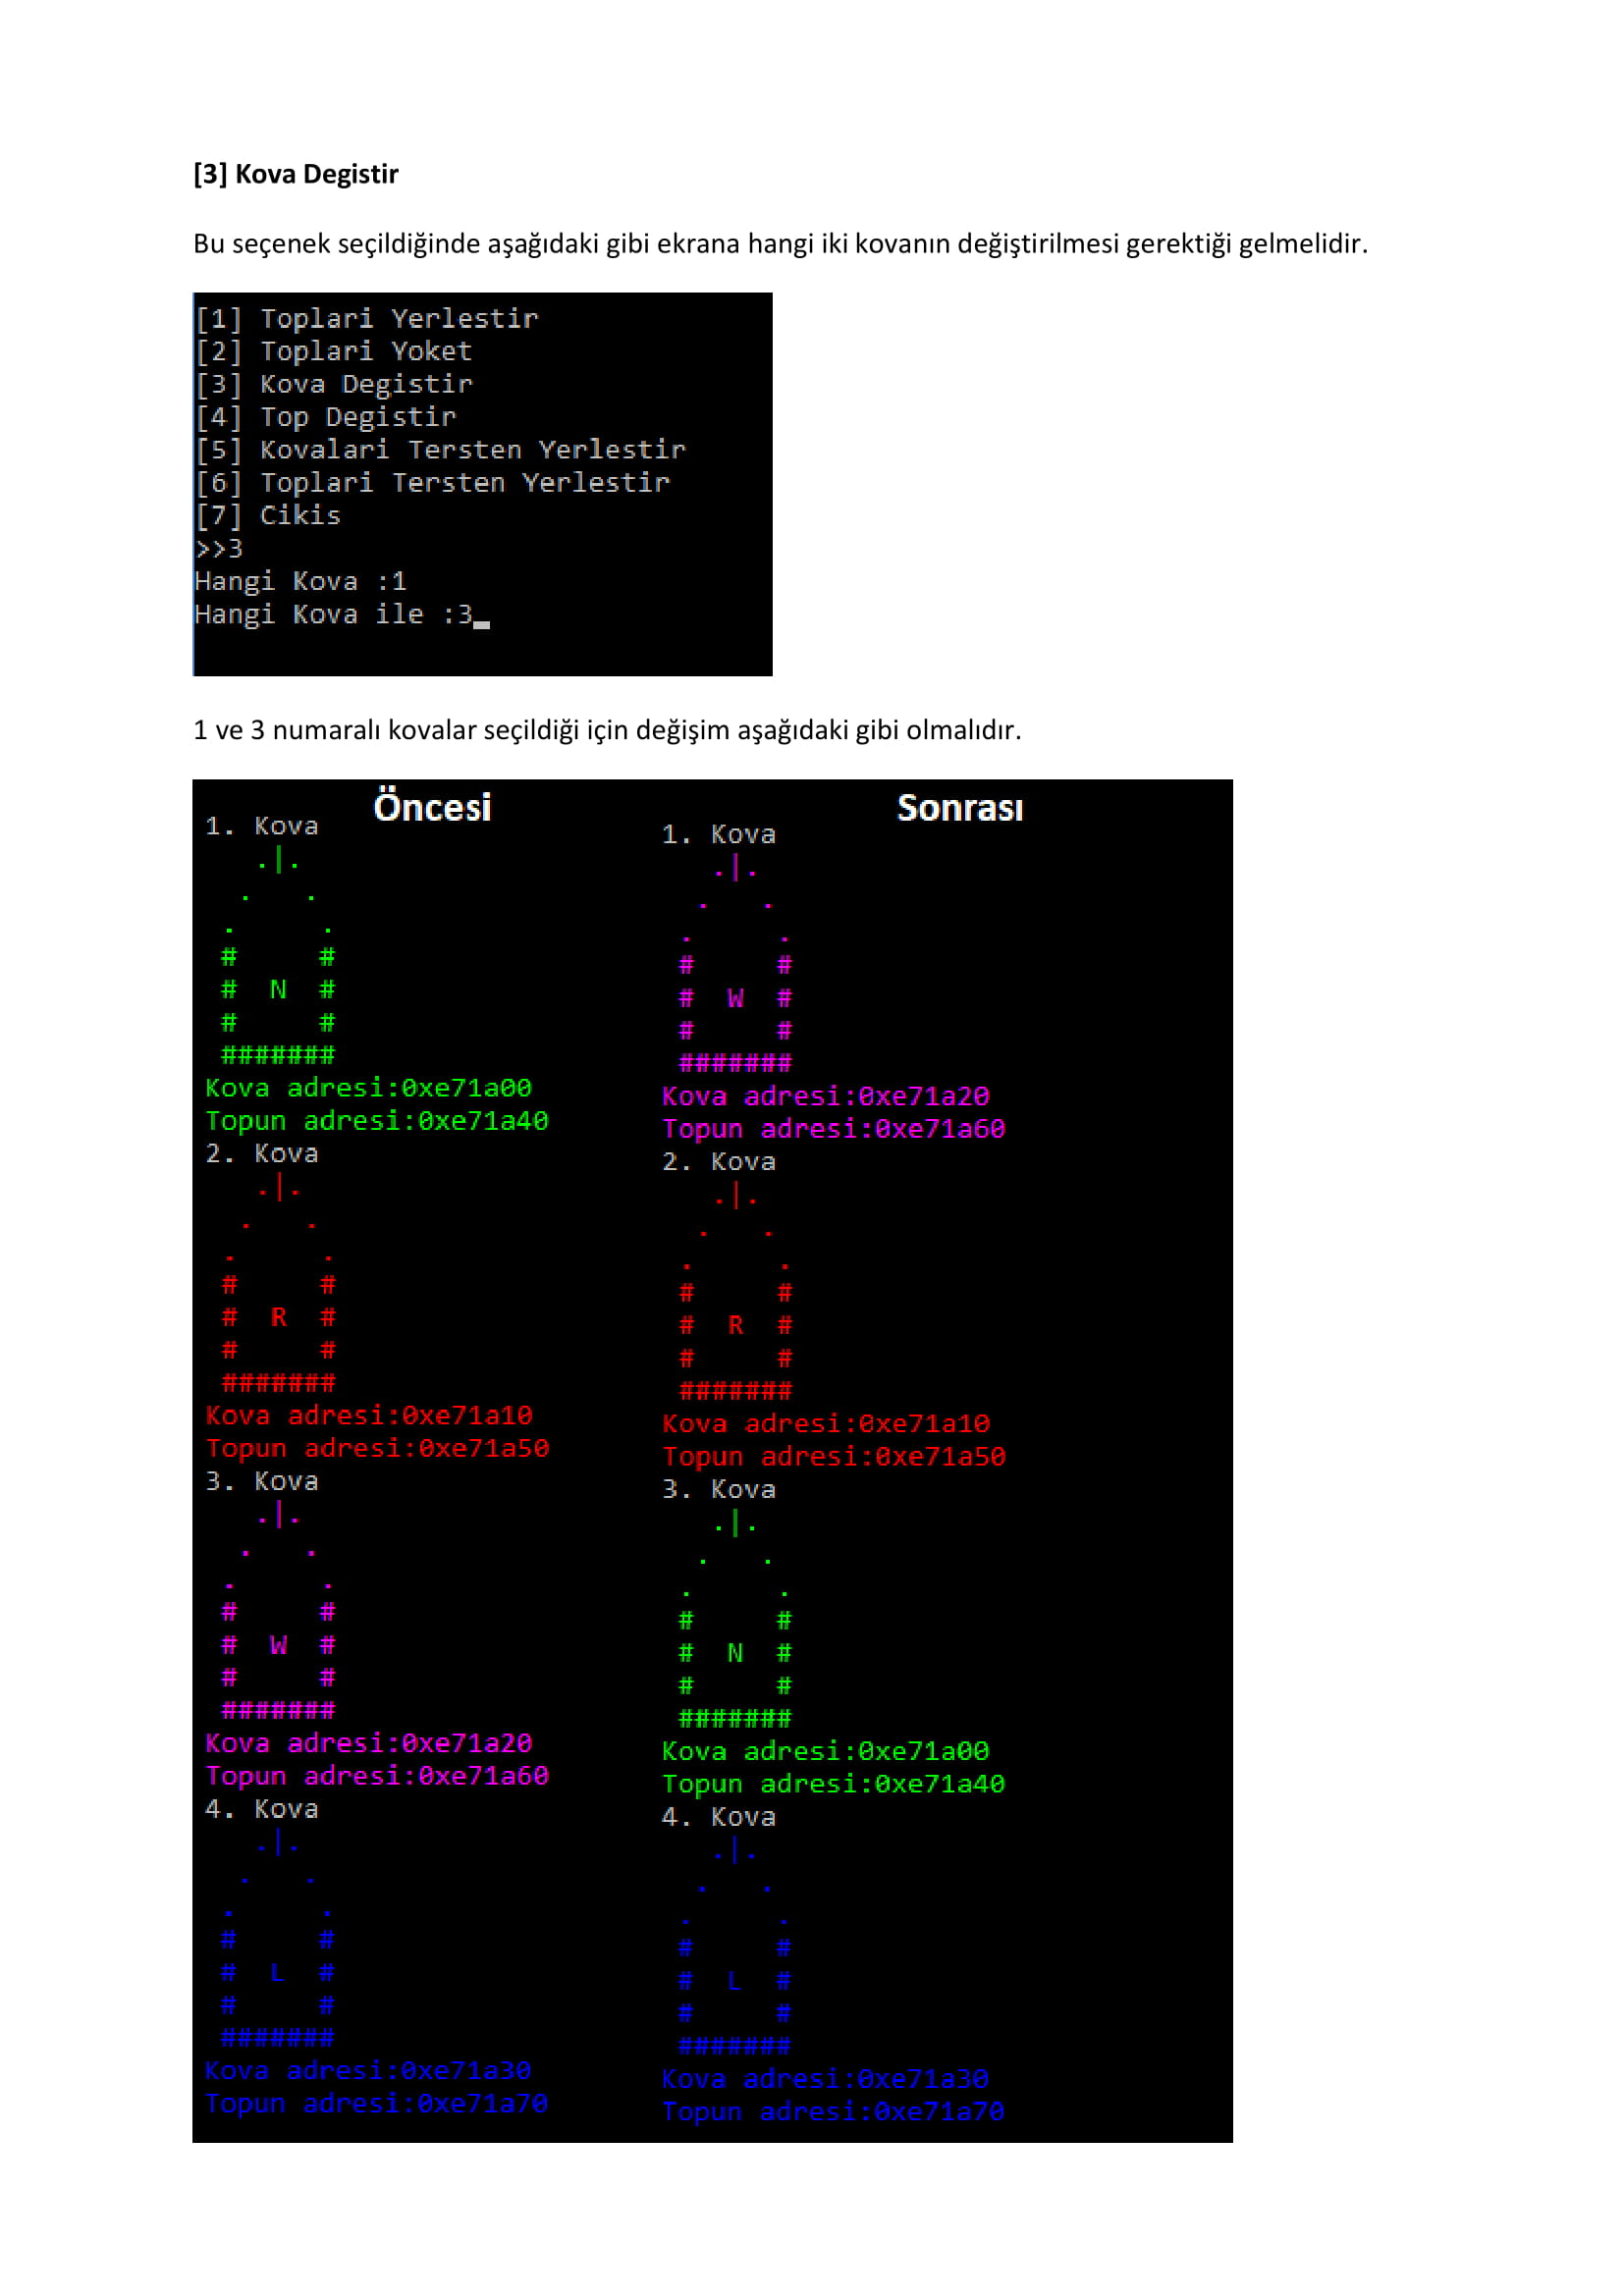 [3] Kova Degistir
Bu seçenek seçildiğinde aşağıdaki gibi ekrana hangi iki kovanın değiştirilmesi gerektiği gelmelidir.
[1] Toplari Yerlestir
[2] Toplari Yoket
[3] Kova Degistir
[4] Top Degistir
[5] Kovalari Tersten Yerlestir
[6] Toplari Tersten Yerlestir
[7] Cikis
>>3
Hangi Kova :1
Hangi Kova ile :3_
1 ve 3 numaralı kovalar seçildiği için değişim aşağıdaki gibi olmalıdır.
Öncesi
1. Kova
.|.
.   .
.     .
#     #
#  N  #
#     #
#######
Kova adresi:0xe71a00
Topun adresi:0xe71a40
2. Kova
.|.
.   .
.     .
#     #
#  R  #
#     #
#######
Kova adresi:0xe71a10
Topun adresi:0xe71a50
3. Kova
.|.
.   .
.     .
#     #
#  W  #
#     #
#######
Kova adresi:0xe71a20
Topun adresi:0xe71a60
4. Kova
.|.
.   .
.     .
#     #
#  L  #
#     #
#######
Kova adresi:0xe71a30
Topun adresi:0xe71a70
Sonrası
1. Kova
.|.
.   .
.     .
#     #
#  W  #
#     #
#######
Kova adresi:0xe71a20
Topun adresi:0xe71a60
2. Kova
.|.
.   .
.     .
#     #
#  R  #
#     #
#######
Kova adresi:0xe71a10
Topun adresi:0xe71a50
3. Kova
.|.
.   .
.     .
#     #
#  N  #
#     #
#######
Kova adresi:0xe71a00
Topun adresi:0xe71a40
4. Kova
.|.
.   .
.     .
#     #
#  L  #
#     #
#######
Kova adresi:0xe71a30
Topun adresi:0xe71a70